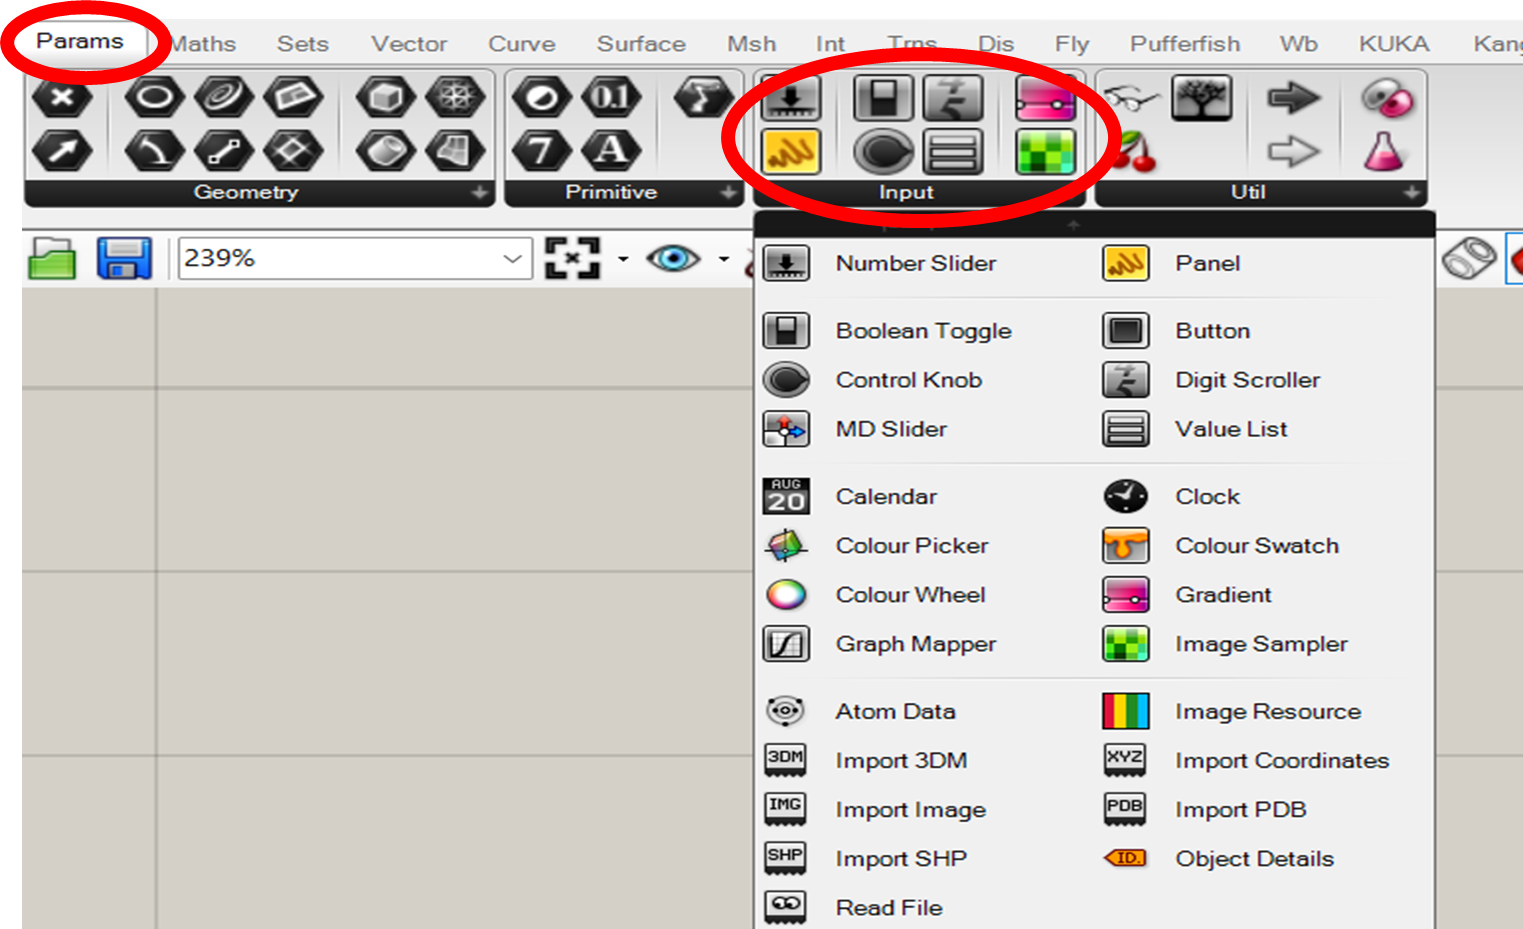 Params Maths Sets Vector Curve Surface Msh Int Trns Dis Fly Pufferfish Wb KUKA
0.1
7 A
Geometry Primitive Input Util
239%
Number Slider Panel
Boolean Toggle Button
Control Knob Digit Scroller
MD Slider Value List
AUG
20 Calendar Clock
Colour Picker Colour Swatch
Colour Wheel Gradient
Graph Mapper Image Sampler
Atom Data Image Resource
3DM Import 3DM XYZ Import Coordinates
IMG Import Image PDB Import PDB
SHP Import SHP ID. Object Details
Read File